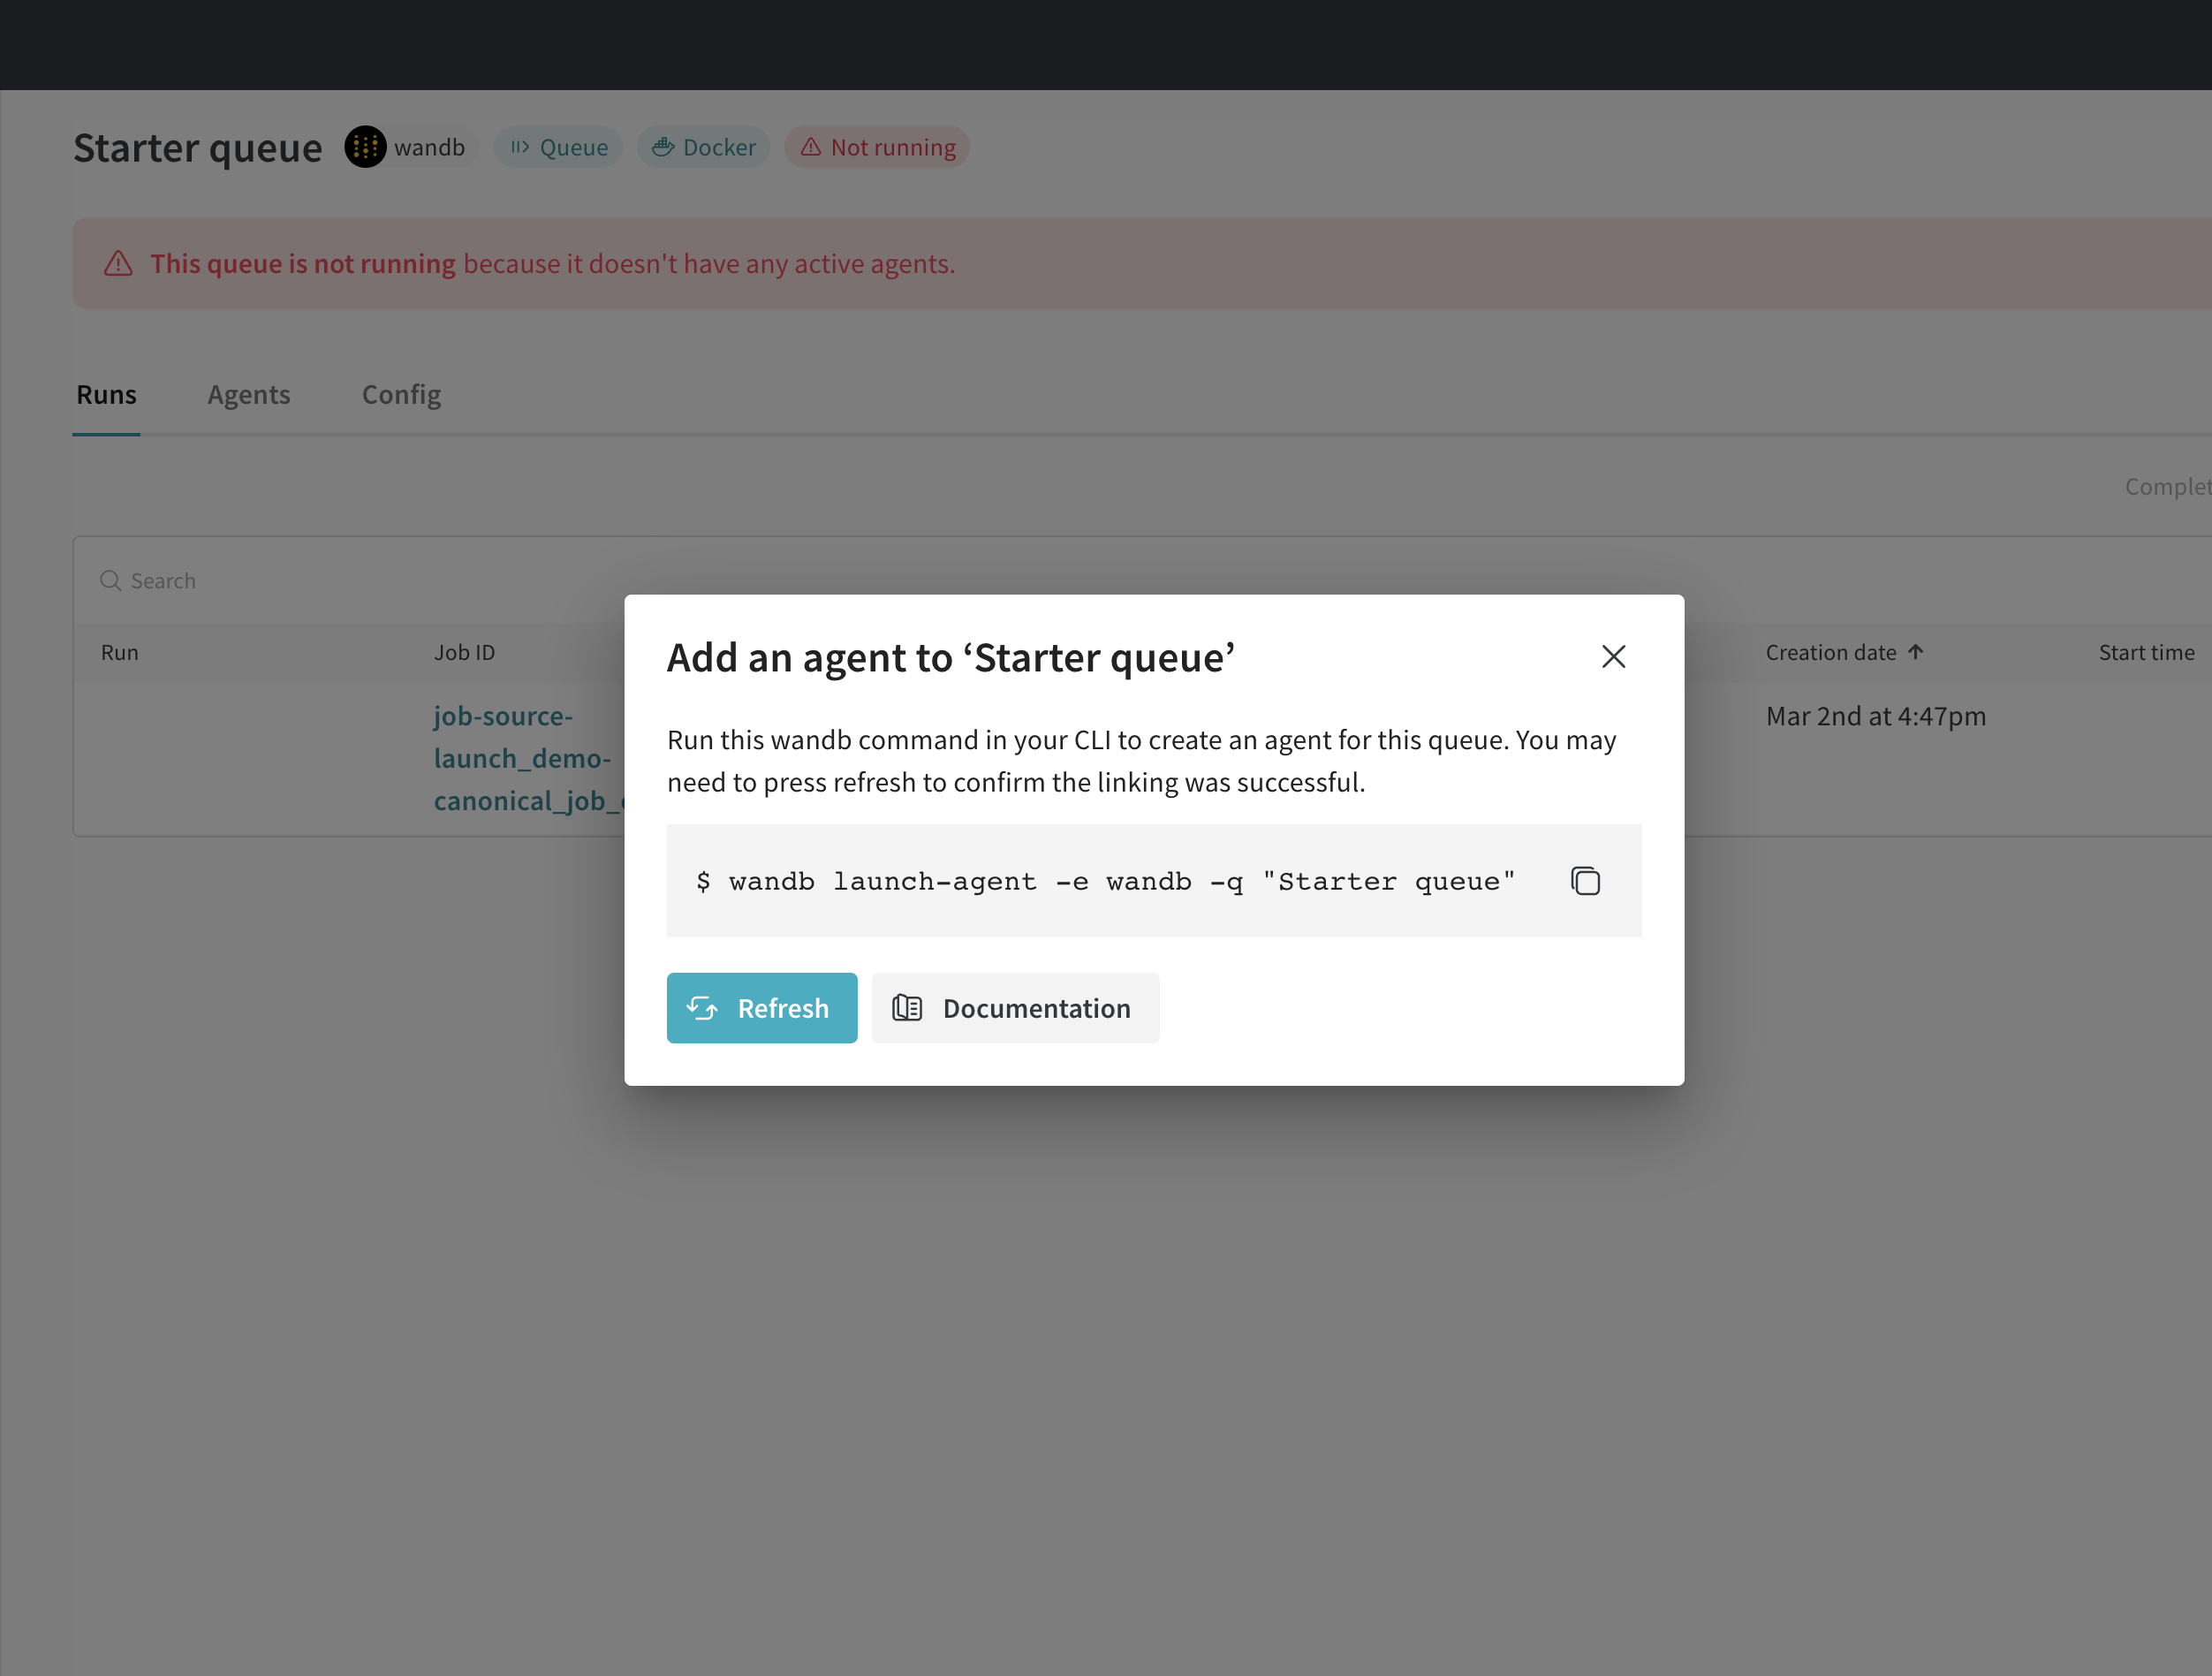 Starter queue wandb Queue Docker Not running
This queue is not running because it doesn't have any active agents.
Runs Agents Config
Search
Run Job ID Creation date Start time
job-source-
launch_demo-
canonical_job_
Mar 2nd at 4:47pm
Add an agent to ‘Starter queue’
Run this wandb command in your CLI to create an agent for this queue. You may
need to press refresh to confirm the linking was successful.
$ wandb launch-agent -e wandb -q "Starter queue"
Refresh Documentation